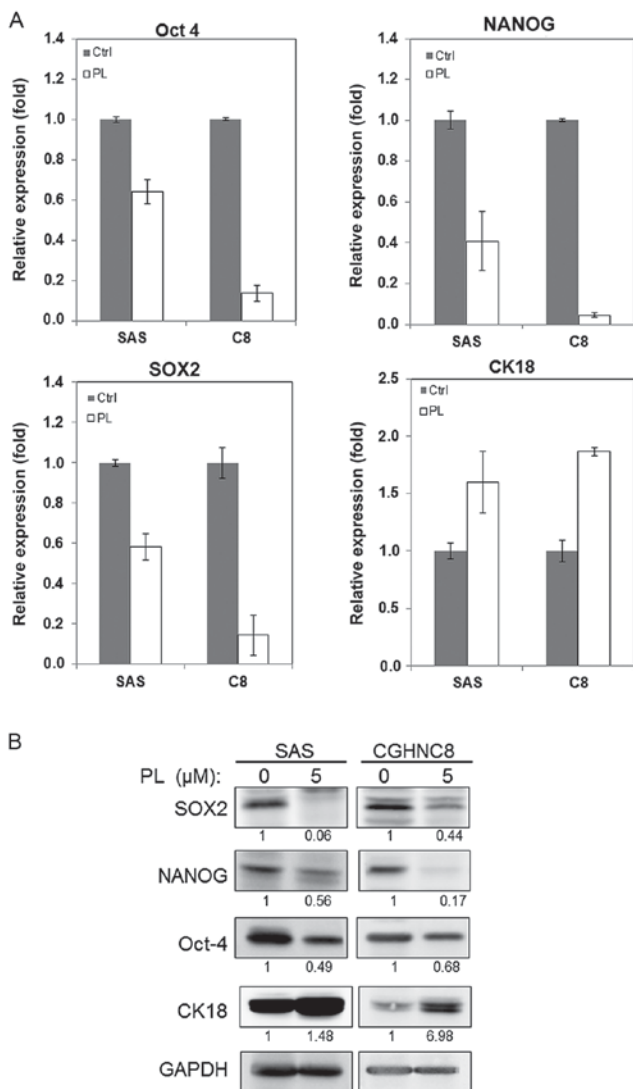 A
Oct 4
Relative expression (fold)
1.4
1.2
1.0
0.8
0.6
0.4
0.2
0.0
Ctrl
PL
SAS
C8
NANOG
Relative expression (fold)
1.4
1.2
1.0
0.8
0.6
0.4
0.2
0.0
Ctrl
PL
SAS
C8
SOX2
Relative expression (fold)
1.4
1.2
1.0
0.8
0.6
0.4
0.2
0.0
Ctrl
PL
SAS
C8
CK18
Relative expression (fold)
2.5
2.0
1.5
1.0
0.5
0.0
Ctrl
PL
SAS
C8
B
SAS CGHNC8
PL (µM): 0 5 0 5
SOX2
1 0.06 1 0.44
NANOG
1 0.56 1 0.17
Oct-4
1 0.49 1 0.68
CK18
1 1.48 1 6.98
GAPDH